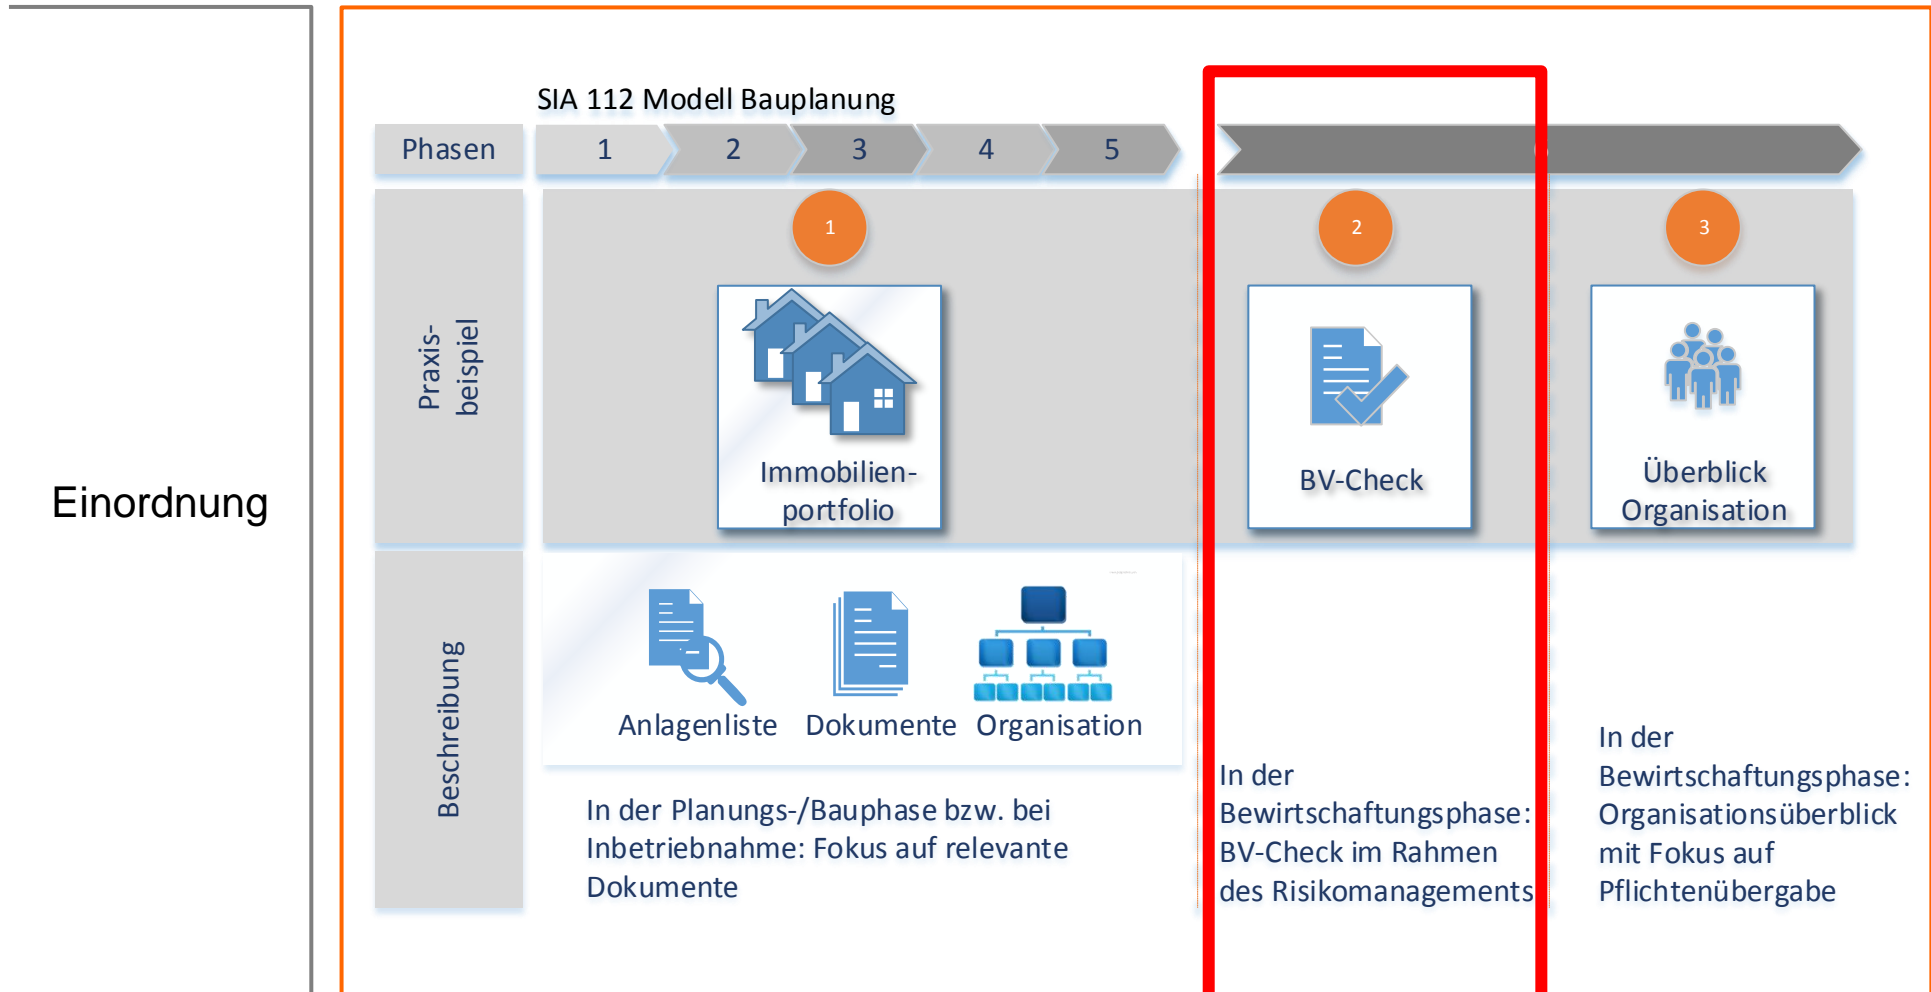 Einordnung
SIA 112 Modell Bauplanung
Phasen
1
2
3
4
5
Praxis-
beispiel
1
Immobilien-
portfolio
2
BV-Check
3
Überblick
Organisation
Beschreibung
Anlagenliste
Dokumente
Organisation
In der Planungs-/Bauphase bzw. bei
Inbetriebnahme: Fokus auf relevante
Dokumente
In der
Bewirtschaftungsphase:
BV-Check im Rahmen
des Risikomanagements
In der
Bewirtschaftungsphase:
Organisationsüberblick
mit Fokus auf
Pflichtenübergabe